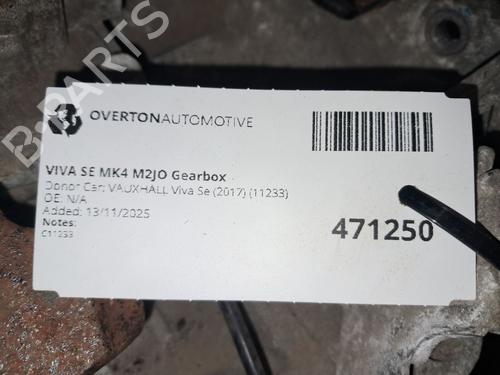 B-PARTS
OVERTONAUTOMOTIVE
VIVA SE MK4 M2JO Gearbox
Donor Car: VAUXHALL Viva Se (2017) (11233)
OE: N/A
Added: 13/11/2025
Notes:
C11233
471250